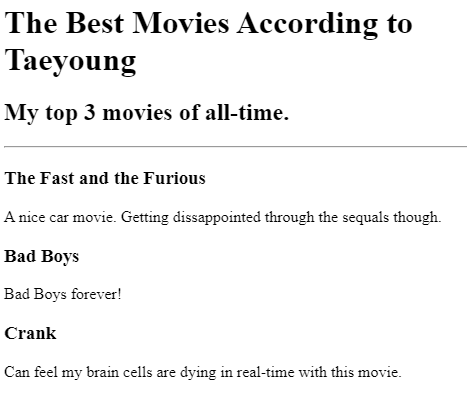 The Best Movies According to
Taeyoung
My top 3 movies of all-time.
The Fast and the Furious
A nice car movie. Getting dissappointed through the sequals though.
Bad Boys
Bad Boys forever!
Crank
Can feel my brain cells are dying in real-time with this movie.